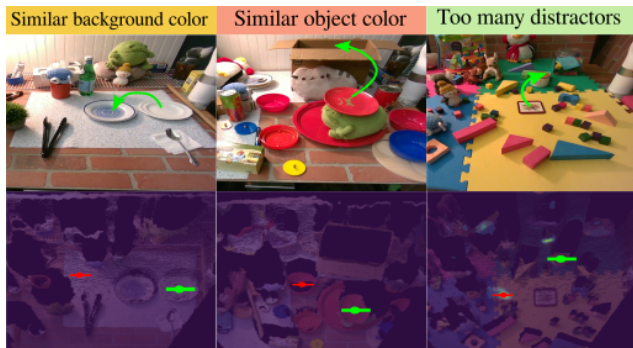 Similar background color
Similar object color
Too many distractors